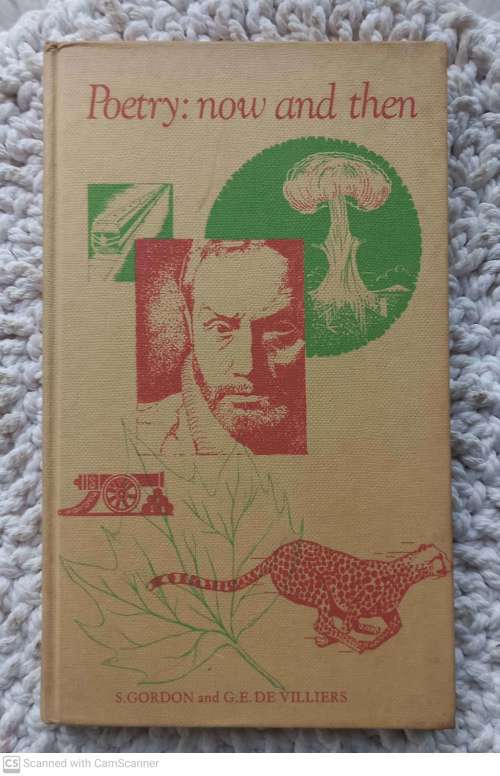 Poetry: now and then
S. GORDON and G.E. DE VILLIERS
CS Scanned with CamScanner